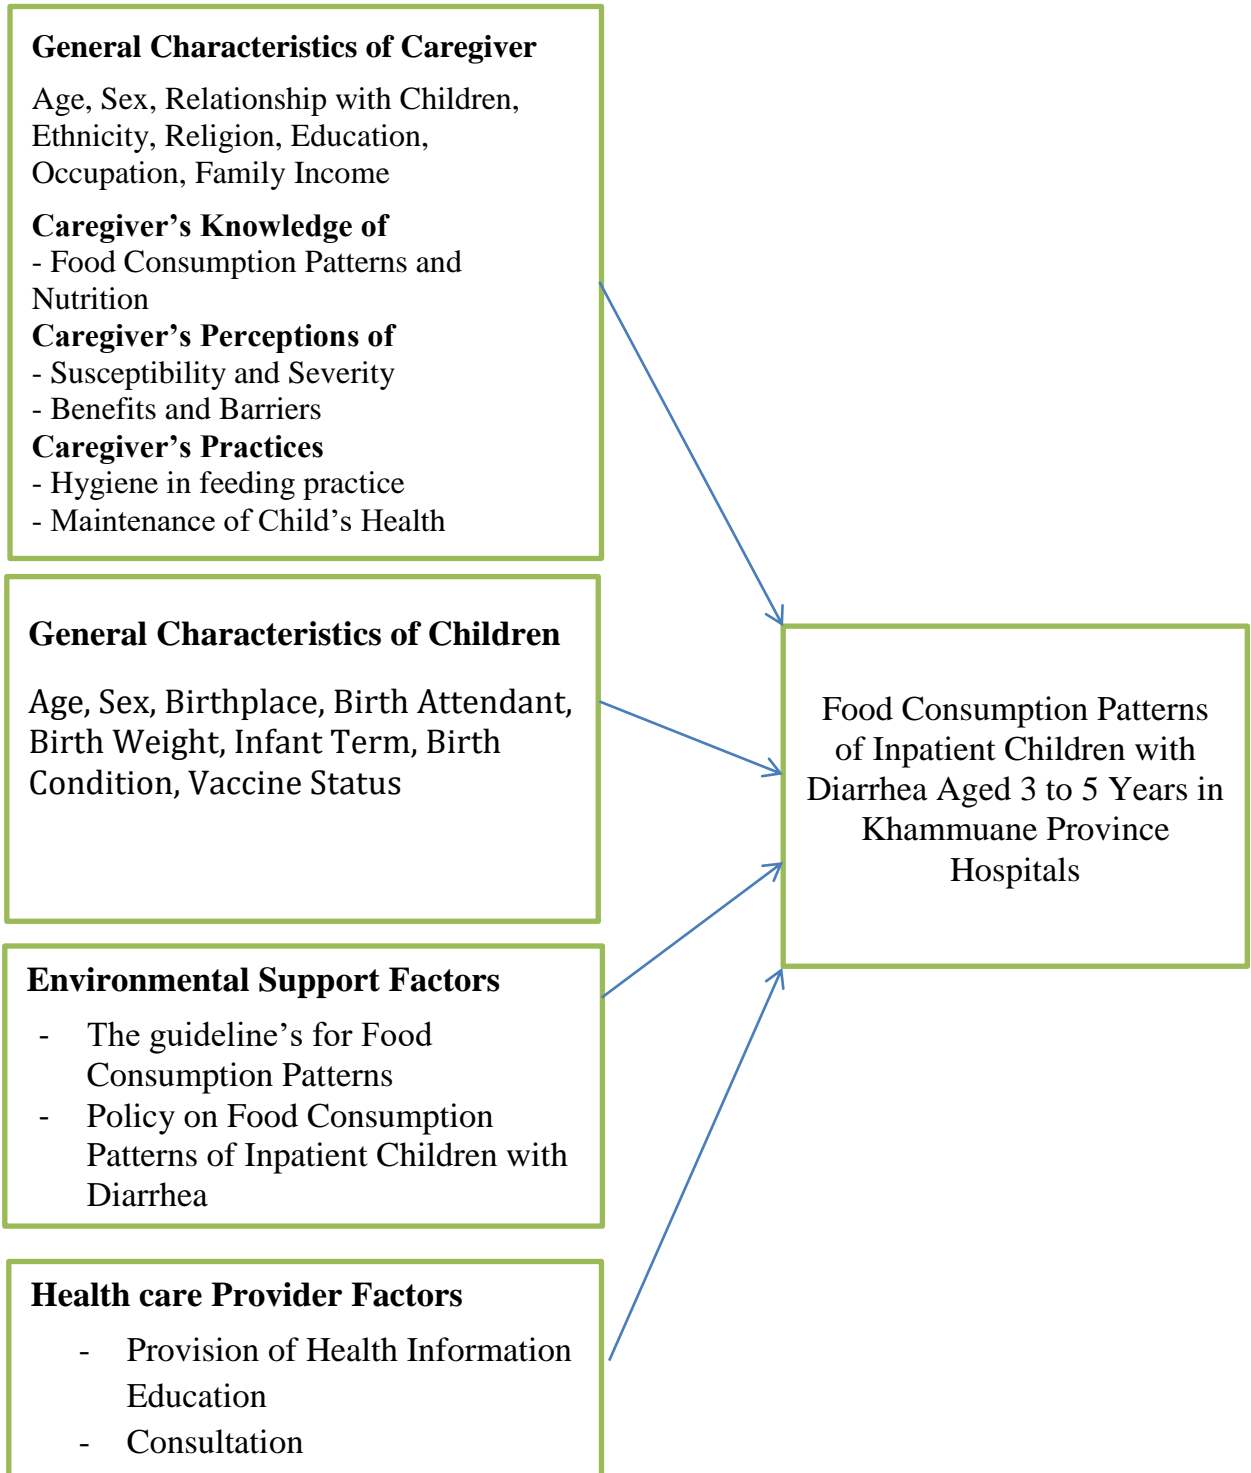 General Characteristics of Caregiver
Age, Sex, Relationship with Children,
Ethnicity, Religion, Education,
Occupation, Family Income
Caregiver’s Knowledge of
- Food Consumption Patterns and
Nutrition
Caregiver’s Perceptions of
- Susceptibility and Severity
- Benefits and Barriers
Caregiver’s Practices
- Hygiene in feeding practice
- Maintenance of Child’s Health
General Characteristics of Children
Age, Sex, Birthplace, Birth Attendant,
Birth Weight, Infant Term, Birth
Condition, Vaccine Status
Environmental Support Factors
- The guideline’s for Food
Consumption Patterns
- Policy on Food Consumption
Patterns of Inpatient Children with
Diarrhea
Health care Provider Factors
- Provision of Health Information
Education
- Consultation
Food Consumption Patterns
of Inpatient Children with
Diarrhea Aged 3 to 5 Years in
Khammuane Province
Hospitals